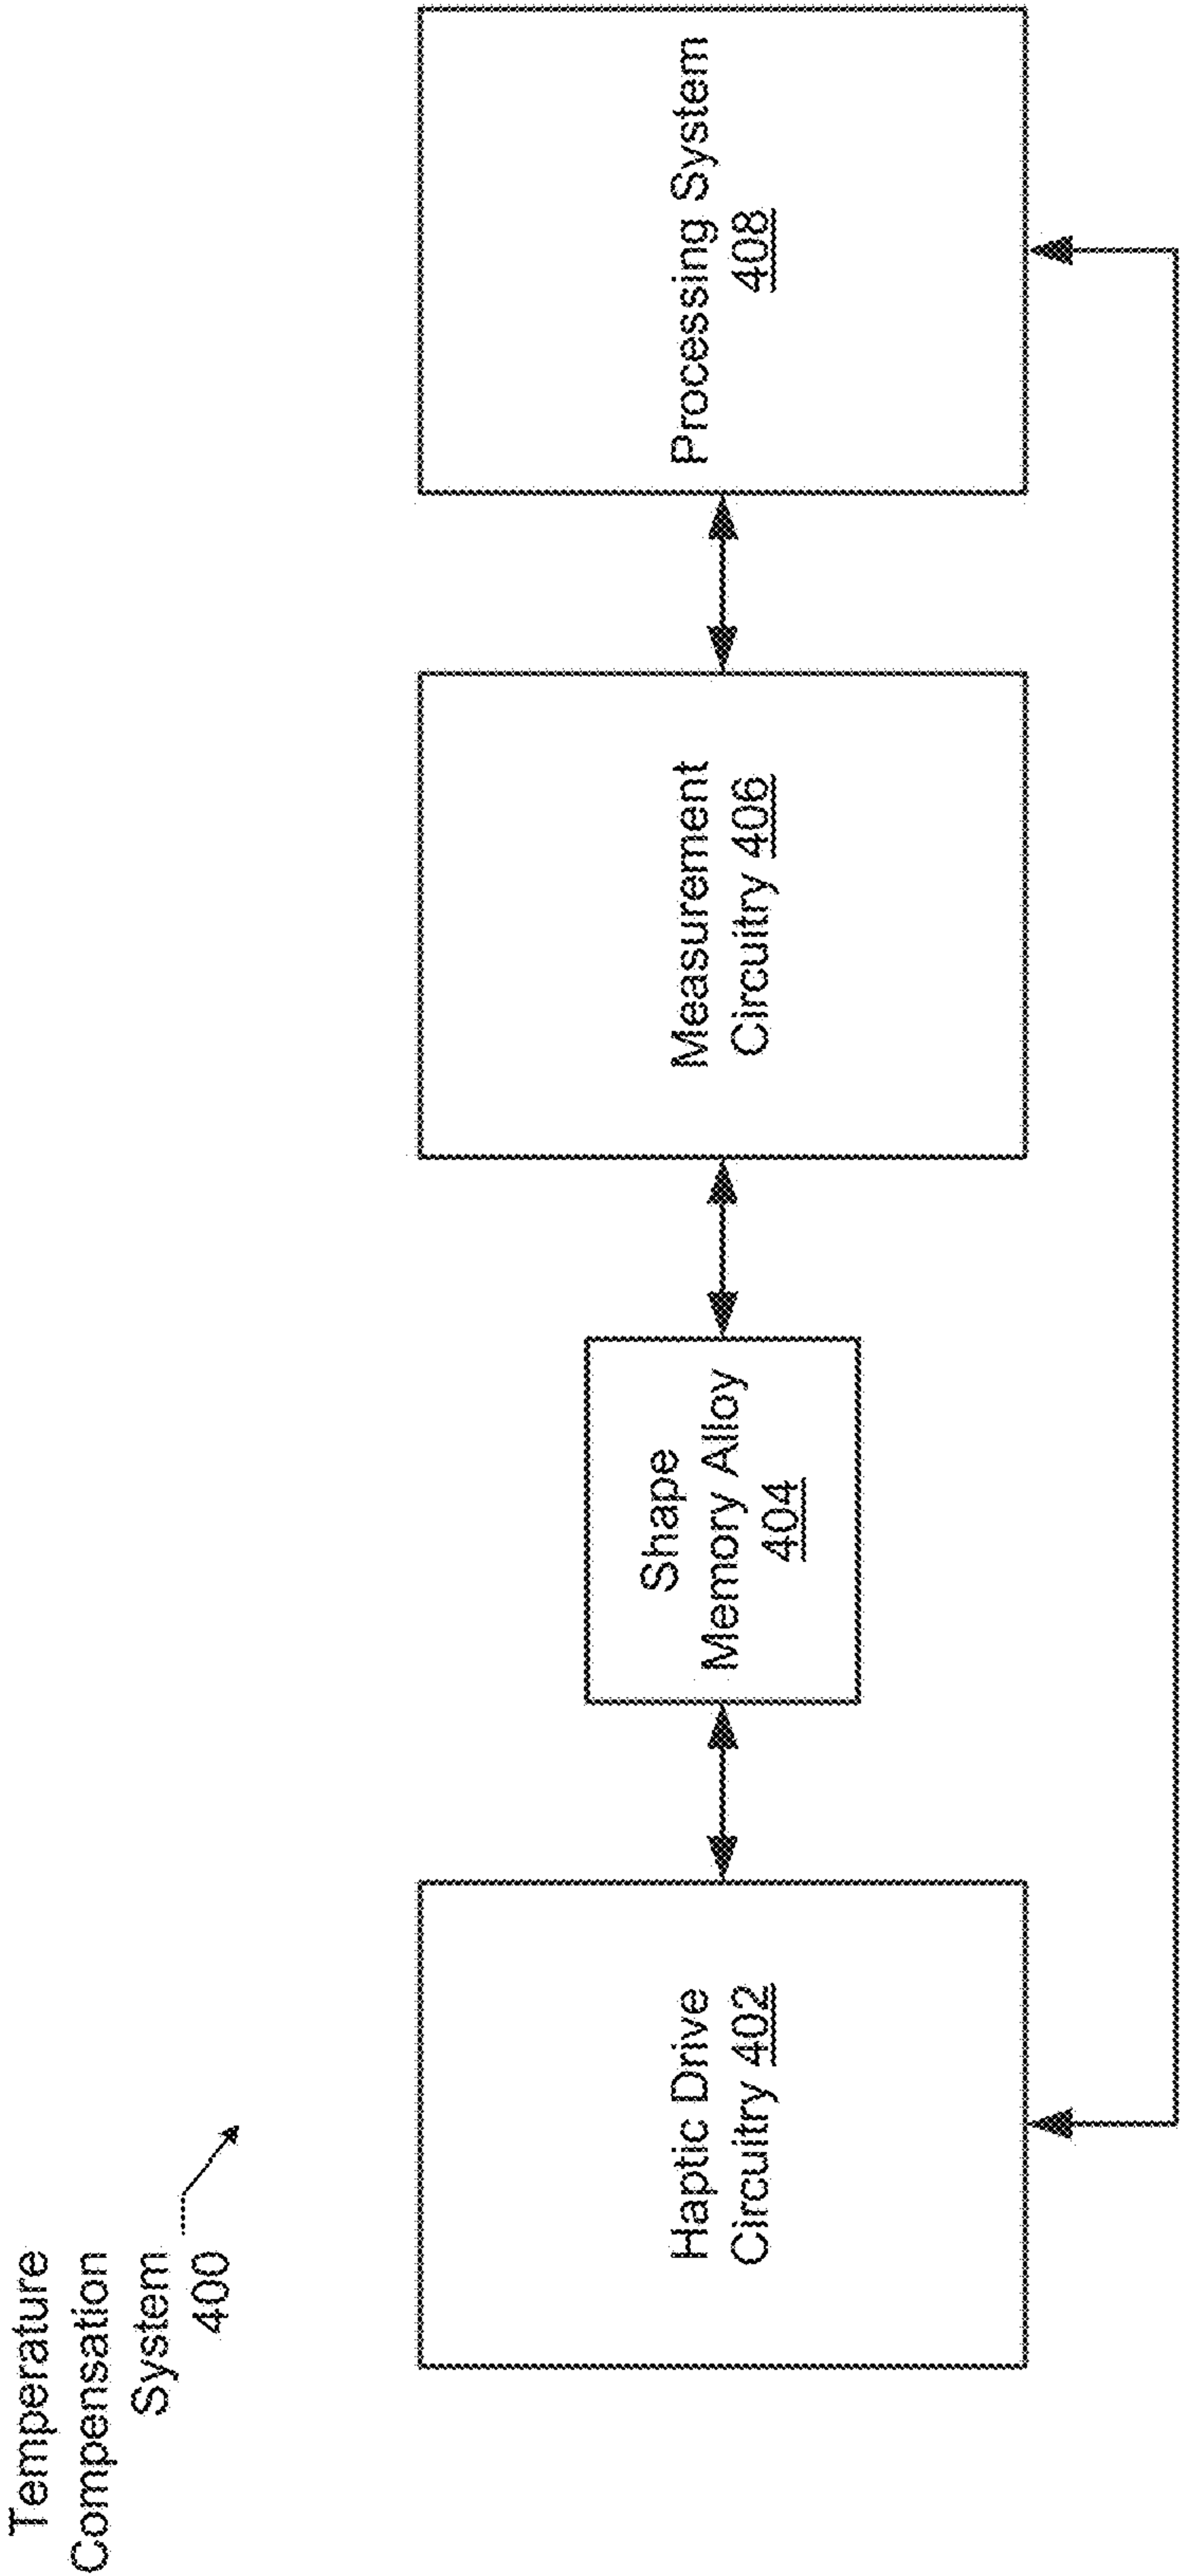 Temperature
Compensation
System
400
Haptic Drive
Circuitry 402
Shape
Memory Alloy
404
Measurement
Circuitry 406
Processing System
408